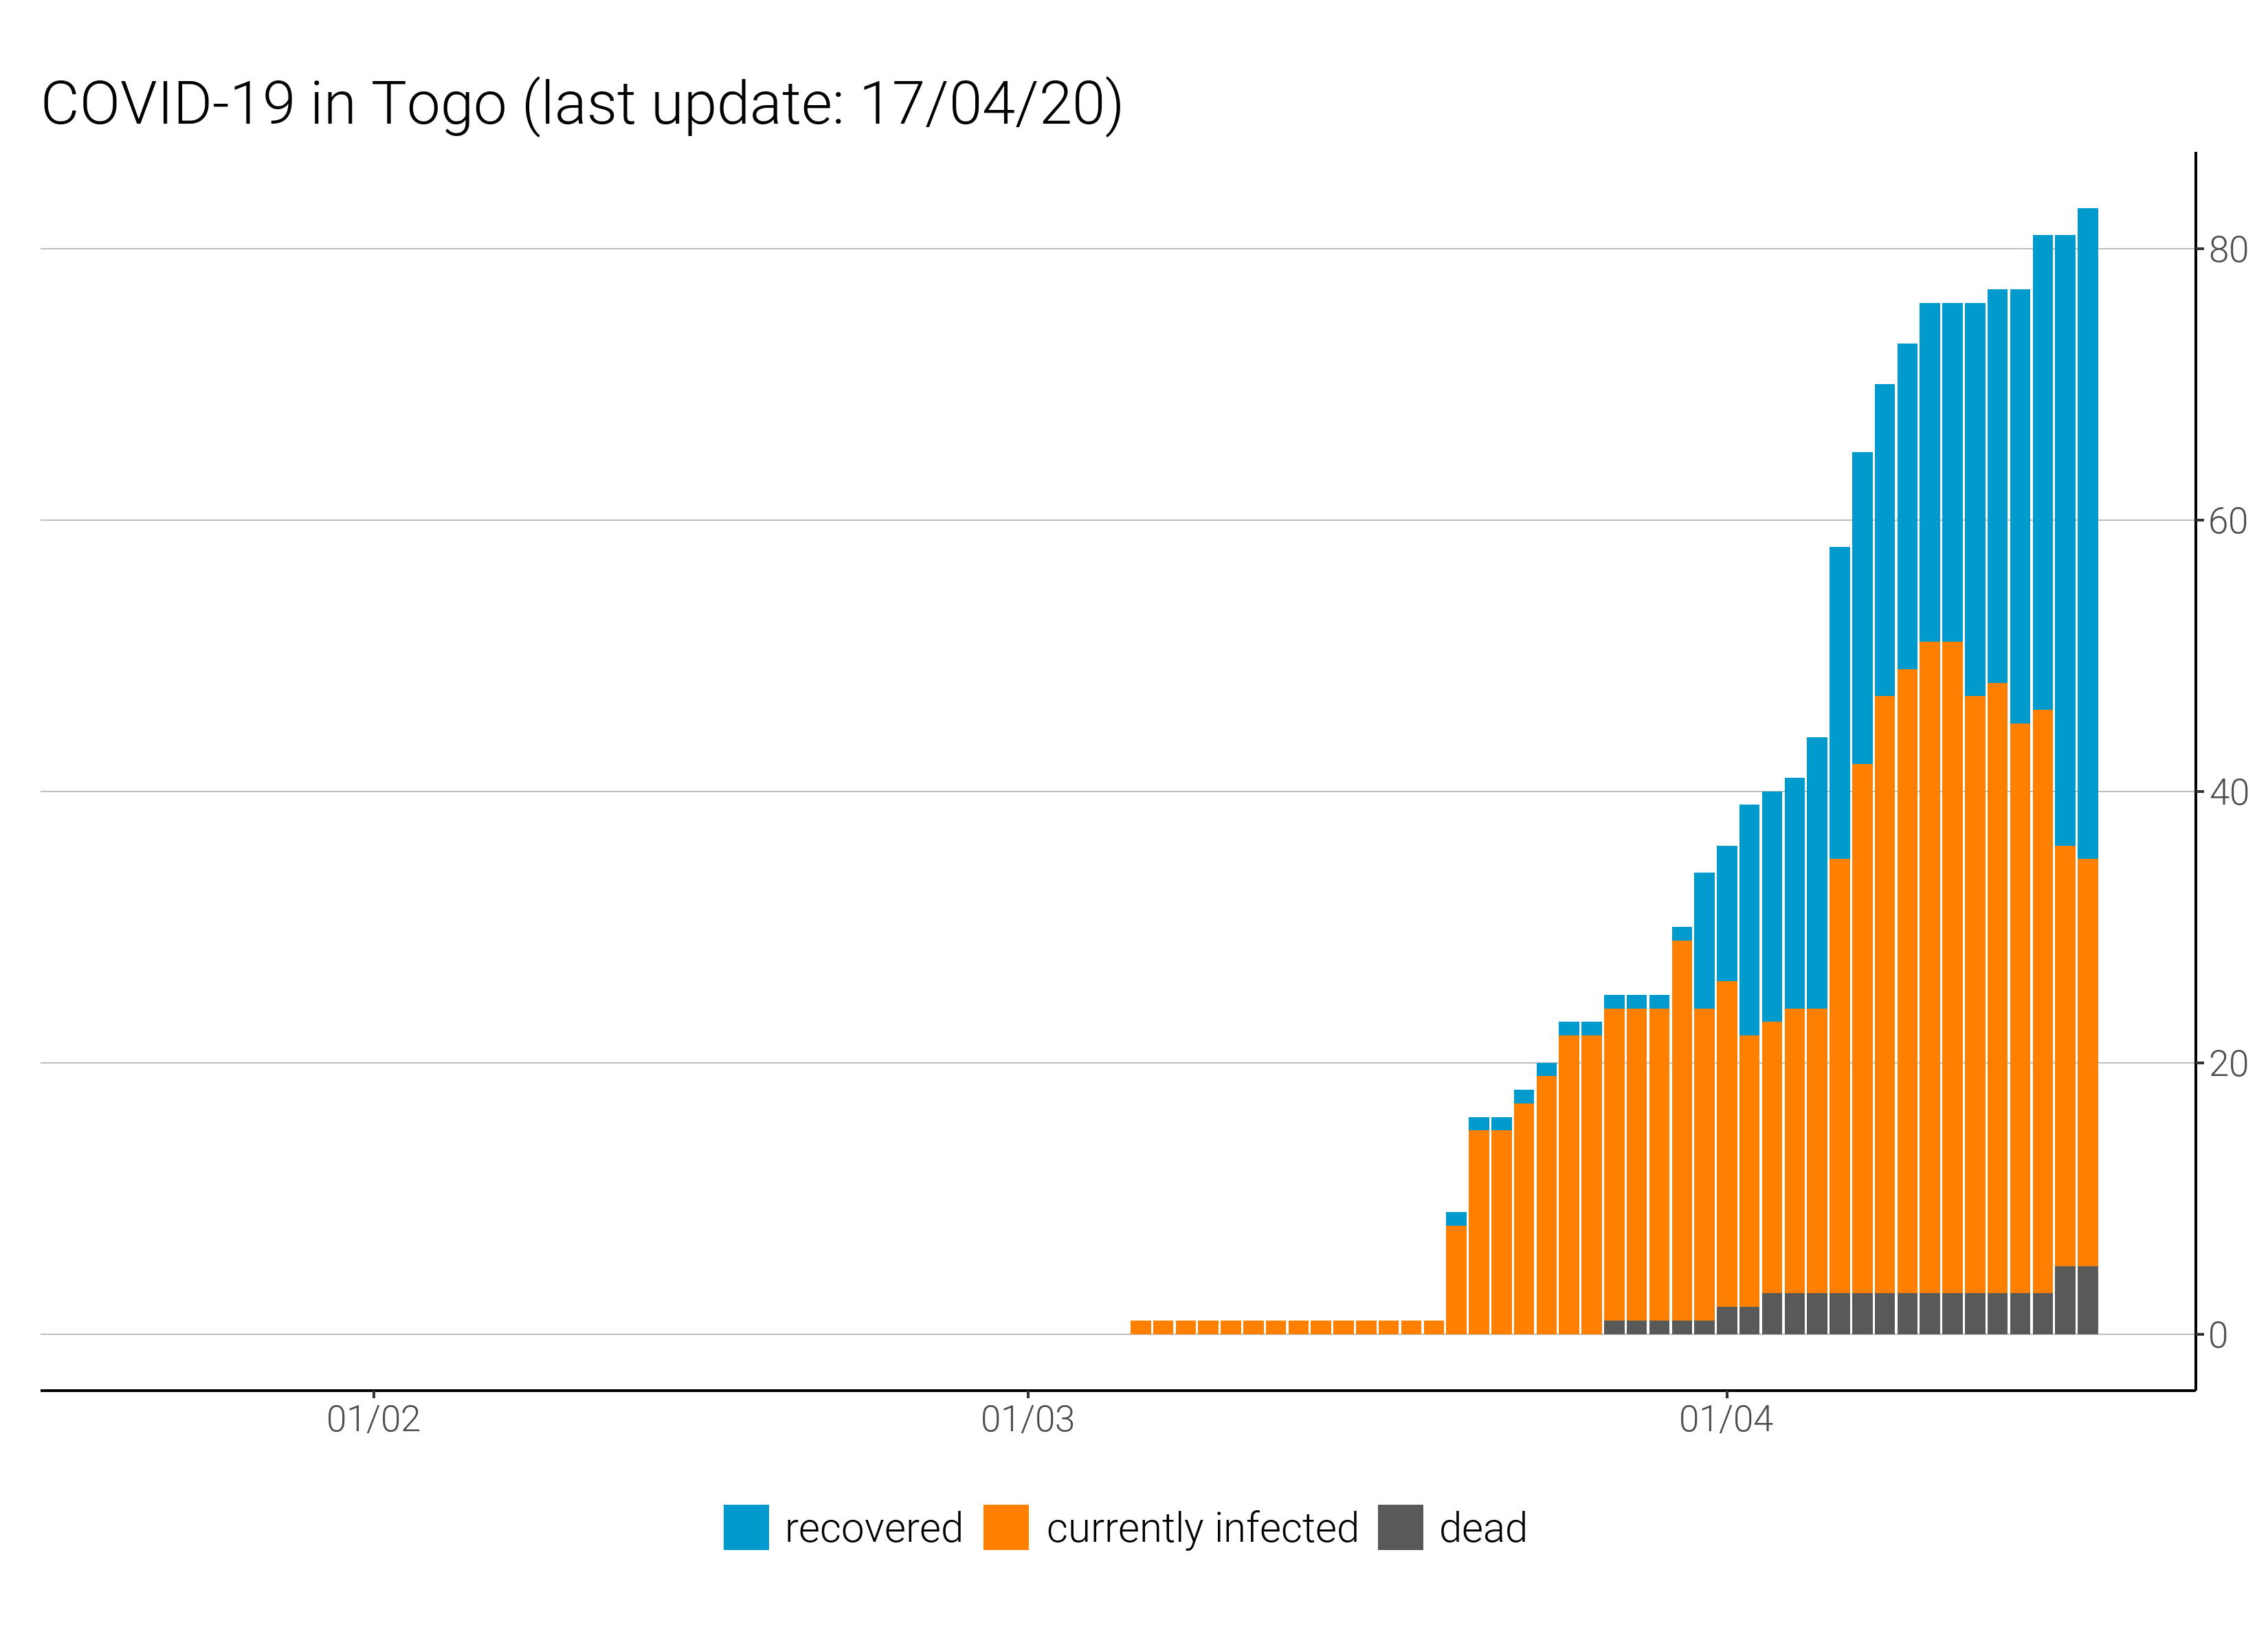 COVID-19 in Togo (last update: 17/04/20)
80
60
40
20
0
01/02 01/03 01/04
recovered currently infected dead